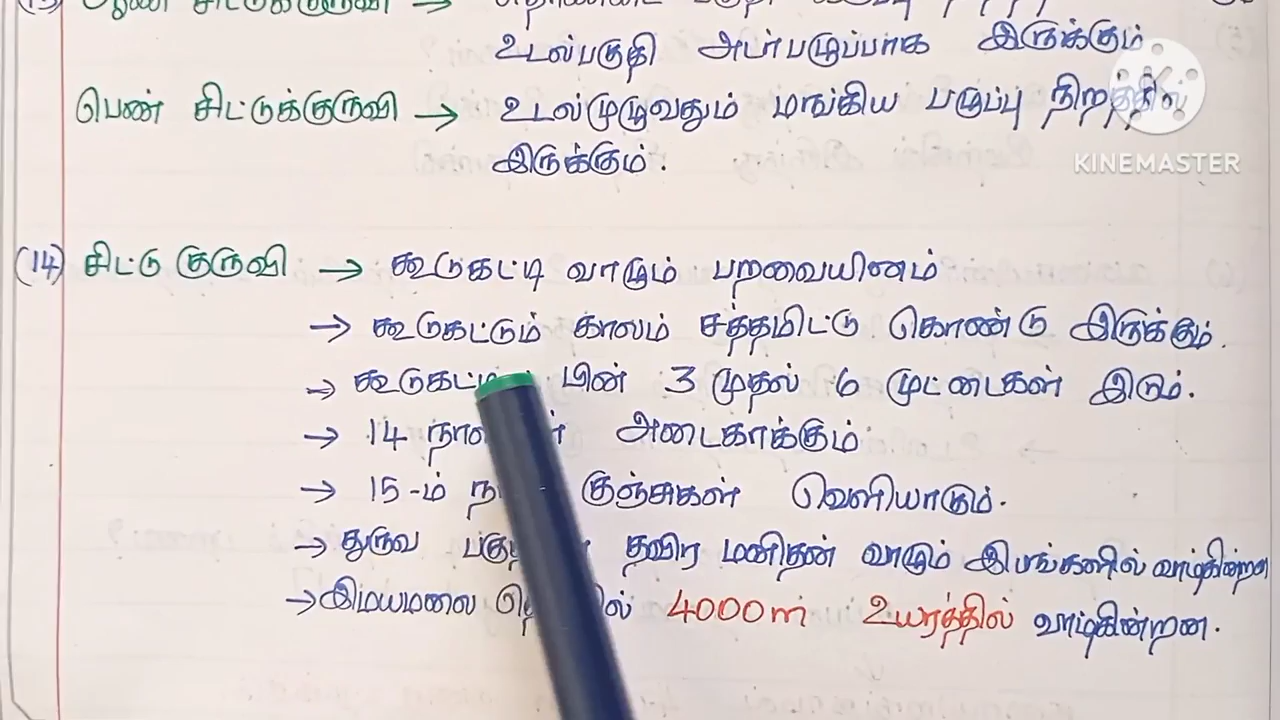 உடல்பகுதி அடர்பழுப்பாக இருக்கும்
பெண் சிட்டுக்குருவி → உடல்முழுவதும் மங்கிய பழுப்பு நிறத்தில்
இருக்கும்.
KINEMASTER
(14) சிட்டு குருவி → கூடுகட்டி வாழும் பறவையினம்
→ கூடுகட்டும் காலம் சத்தமிட்டு கொண்டு இருக்கும்.
→ பின் 3 முதல் 6 முட்டைகள் இடும்.
→ 14 அடைகாக்கும்.
→ 15-ம் குஞ்சுகள் வெளியாடும்.
→ துருவ தவிர மனிதன் வாழும் இடங்களில் வாழ்கின்றன
→ இமயமலை 4000m உயரத்தில் வாழ்கின்றன.